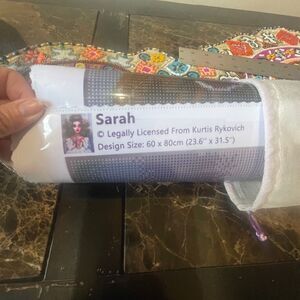 Sarah
© Legally Licensed From Kurtis Rykovich
Design Size: 60 x 80cm (23.6" x 31.5")